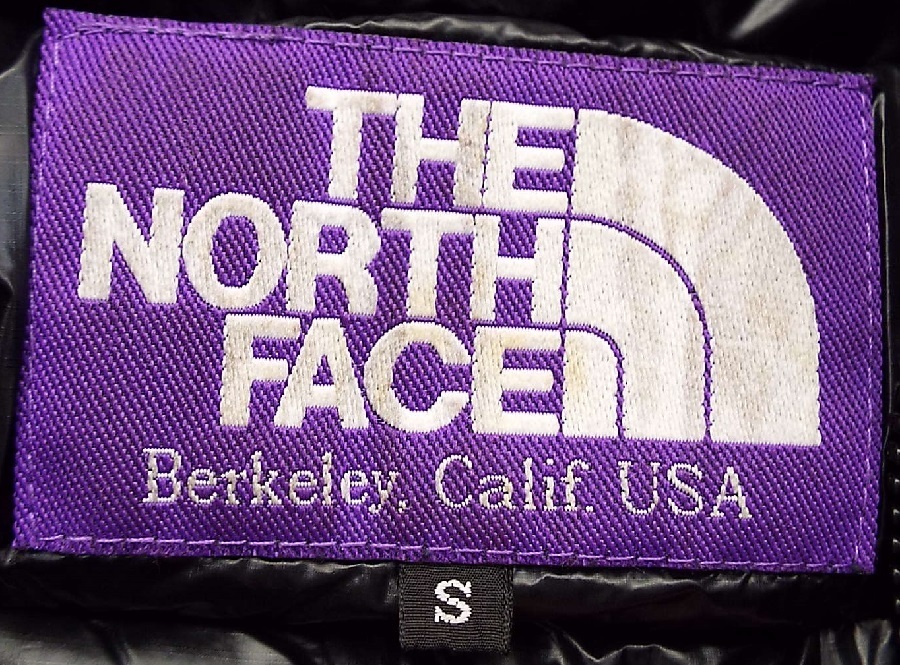 THE
NORTH
FACE
Berkeley, Calif. USA
S